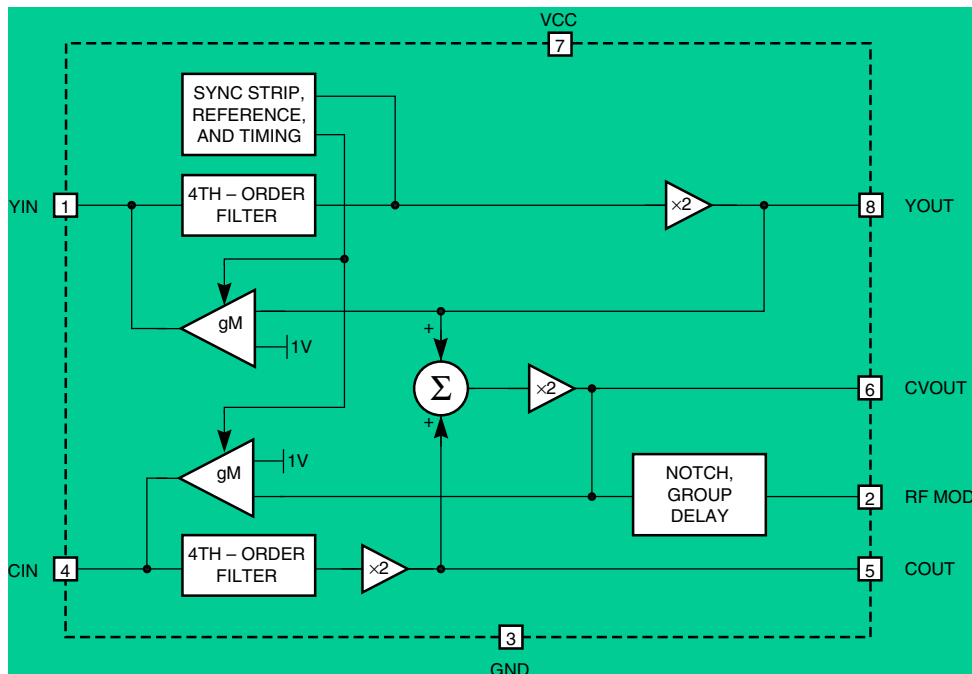 VCC
7
SYNC STRIP,
REFERENCE,
AND TIMING
YIN
1
4TH – ORDER
FILTER
×2
8
YOUT
gM
1V
+
Σ
×2
6
CVOUT
+
gM
1V
NOTCH,
GROUP
DELAY
2
RF MOD
CIN
4
4TH – ORDER
FILTER
×2
5
COUT
3
GND